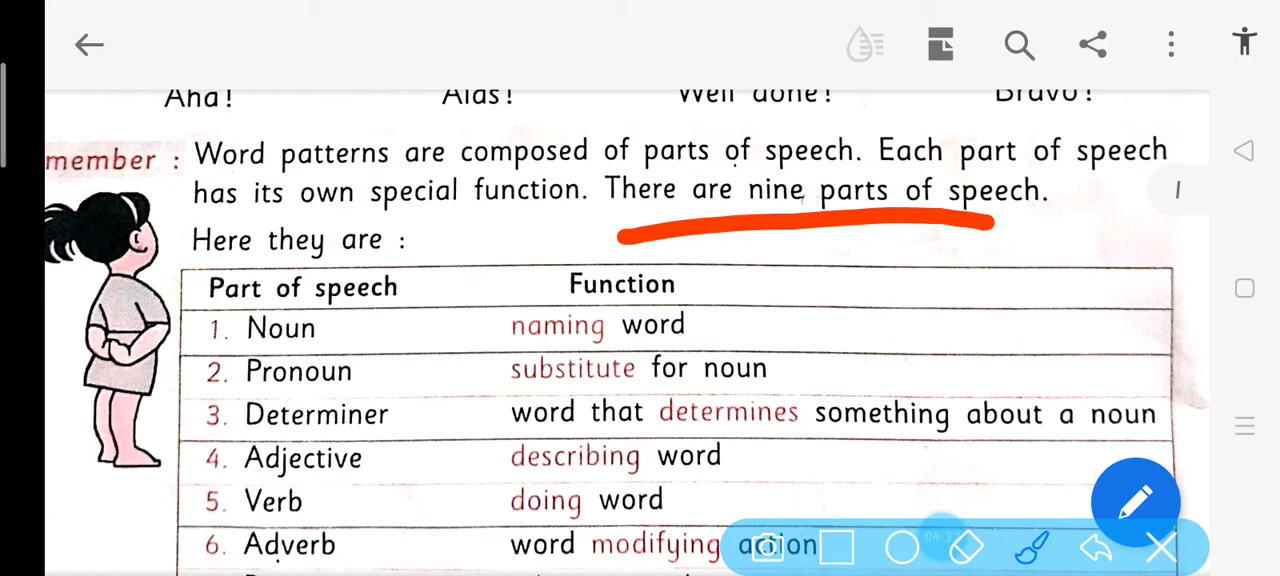 Aha! Alas! Well done! Bravo!
member : Word patterns are composed of parts of speech. Each part of speech
has its own special function. There are nine parts of speech.
Here they are :
Part of speech Function
1. Noun naming word
2. Pronoun substitute for noun
3. Determiner word that determines something about a noun
4. Adjective describing word
5. Verb doing word
6. Adverb word modifying action